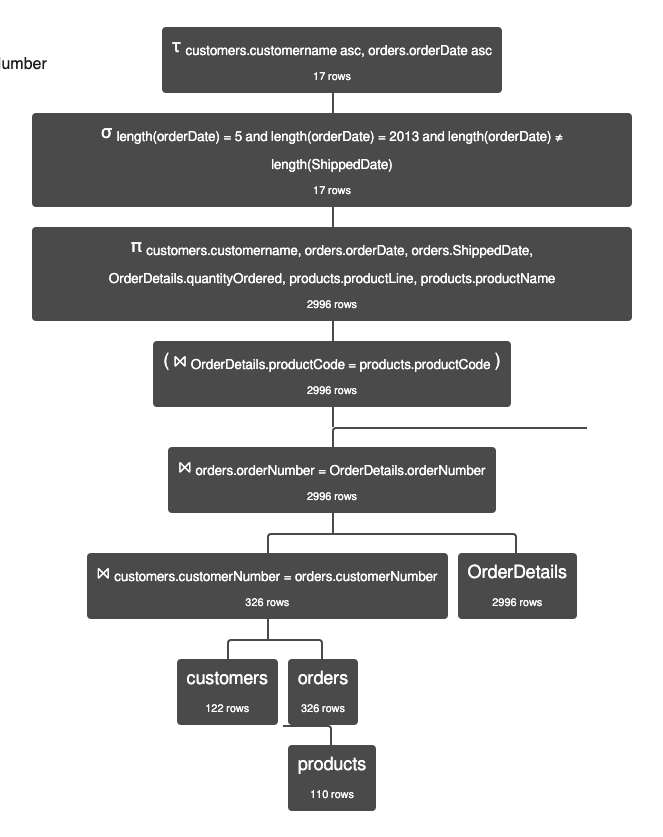 τ customers.customername asc, orders.orderDate asc
17 rows
umber
σ length(orderDate) = 5 and length(orderDate) = 2013 and length(orderDate) ≠
length(ShippedDate)
17 rows
π customers.customername, orders.orderDate, orders.ShippedDate,
OrderDetails.quantityOrdered, products.productLine, products.productName
2996 rows
( ⋈ OrderDetails.productCode = products.productCode )
2996 rows
⋈ orders.orderNumber = OrderDetails.orderNumber
2996 rows
⋈ customers.customerNumber = orders.customerNumber
326 rows
OrderDetails
2996 rows
customers
122 rows
orders
326 rows
products
110 rows